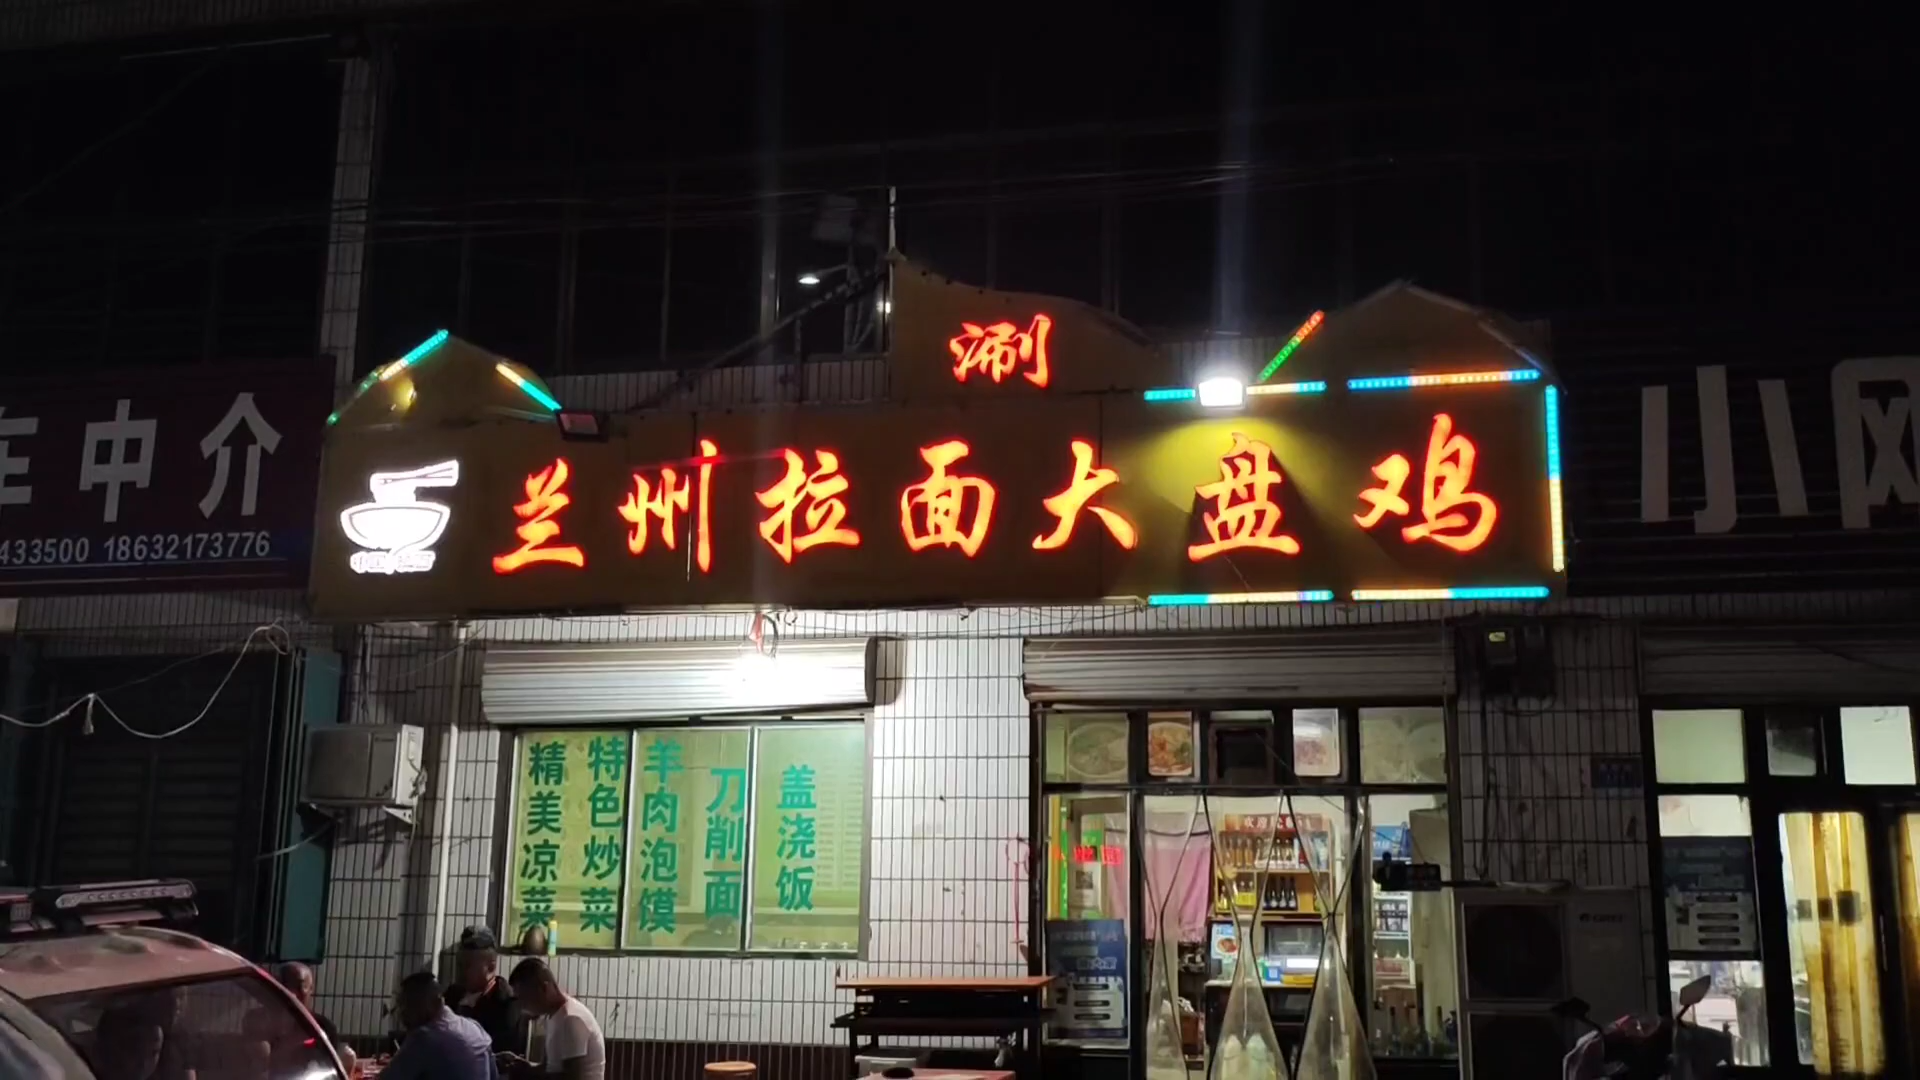 涮
兰州拉面大盘鸡
车中介
433500 18632173776
小网
精美凉菜
特色炒菜
羊肉泡馍
刀削面
盖浇饭